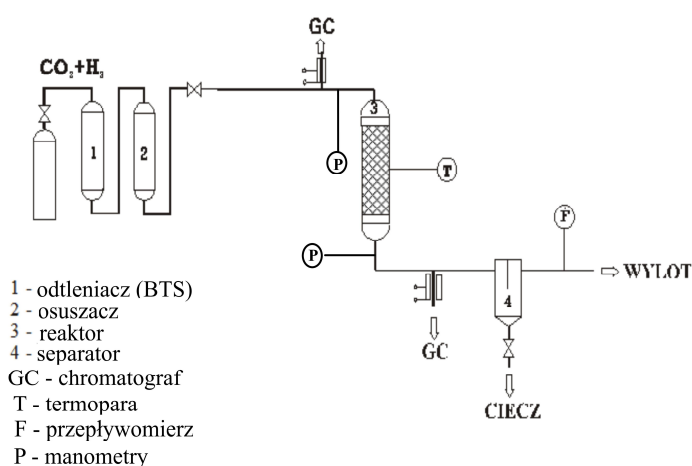 GC
CO₂+H₂
1
2
3
P
T
P
F
WYLOT
4
GC
CIECZ
1 - odtleniacz (BTS)
2 - osuszacz
3 - reaktor
4 - separator
GC - chromatograf
T - termopara
F - przepływomierz
P - manometry